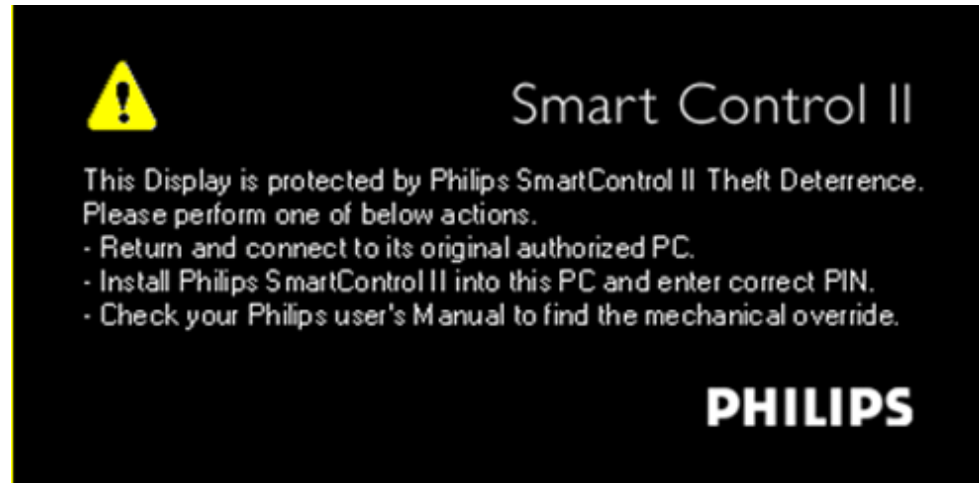 Smart Control II
This Display is protected by Philips SmartControl II Theft Deterrence.
Please perform one of below actions.
- Return and connect to its original authorized PC.
- Install Philips SmartControl II into this PC and enter correct PIN.
- Check your Philips user's Manual to find the mechanical override.
PHILIPS